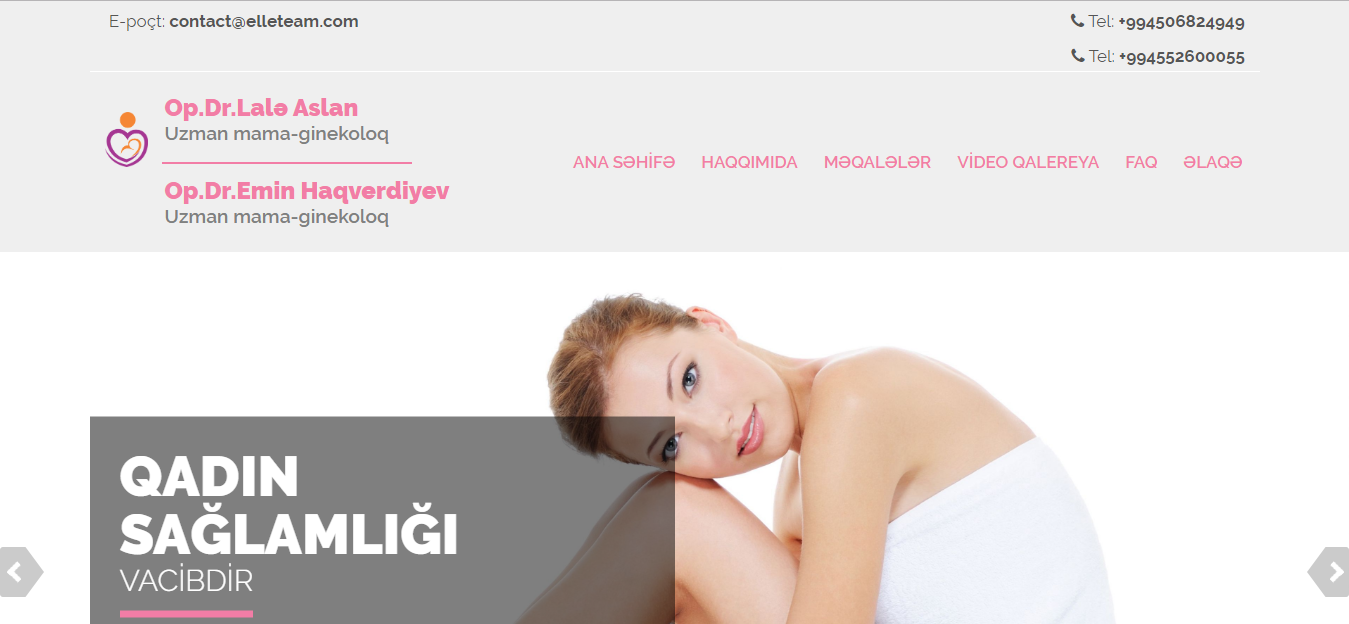 E-poçt: contact@elleteam.com
Tel: +994506824949
Tel: +994552600055
Op.Dr.Lalə Aslan
Uzman mama-ginekoloq
Op.Dr.Emin Haqverdiyev
Uzman mama-ginekoloq
ANA SƏHİFƏ HAQQIMIDA MƏQALƏLƏR VİDEO QALEREYA FAQ ƏLAQƏ
QADIN
SAĞLAMLIĞI
VACİBDİR